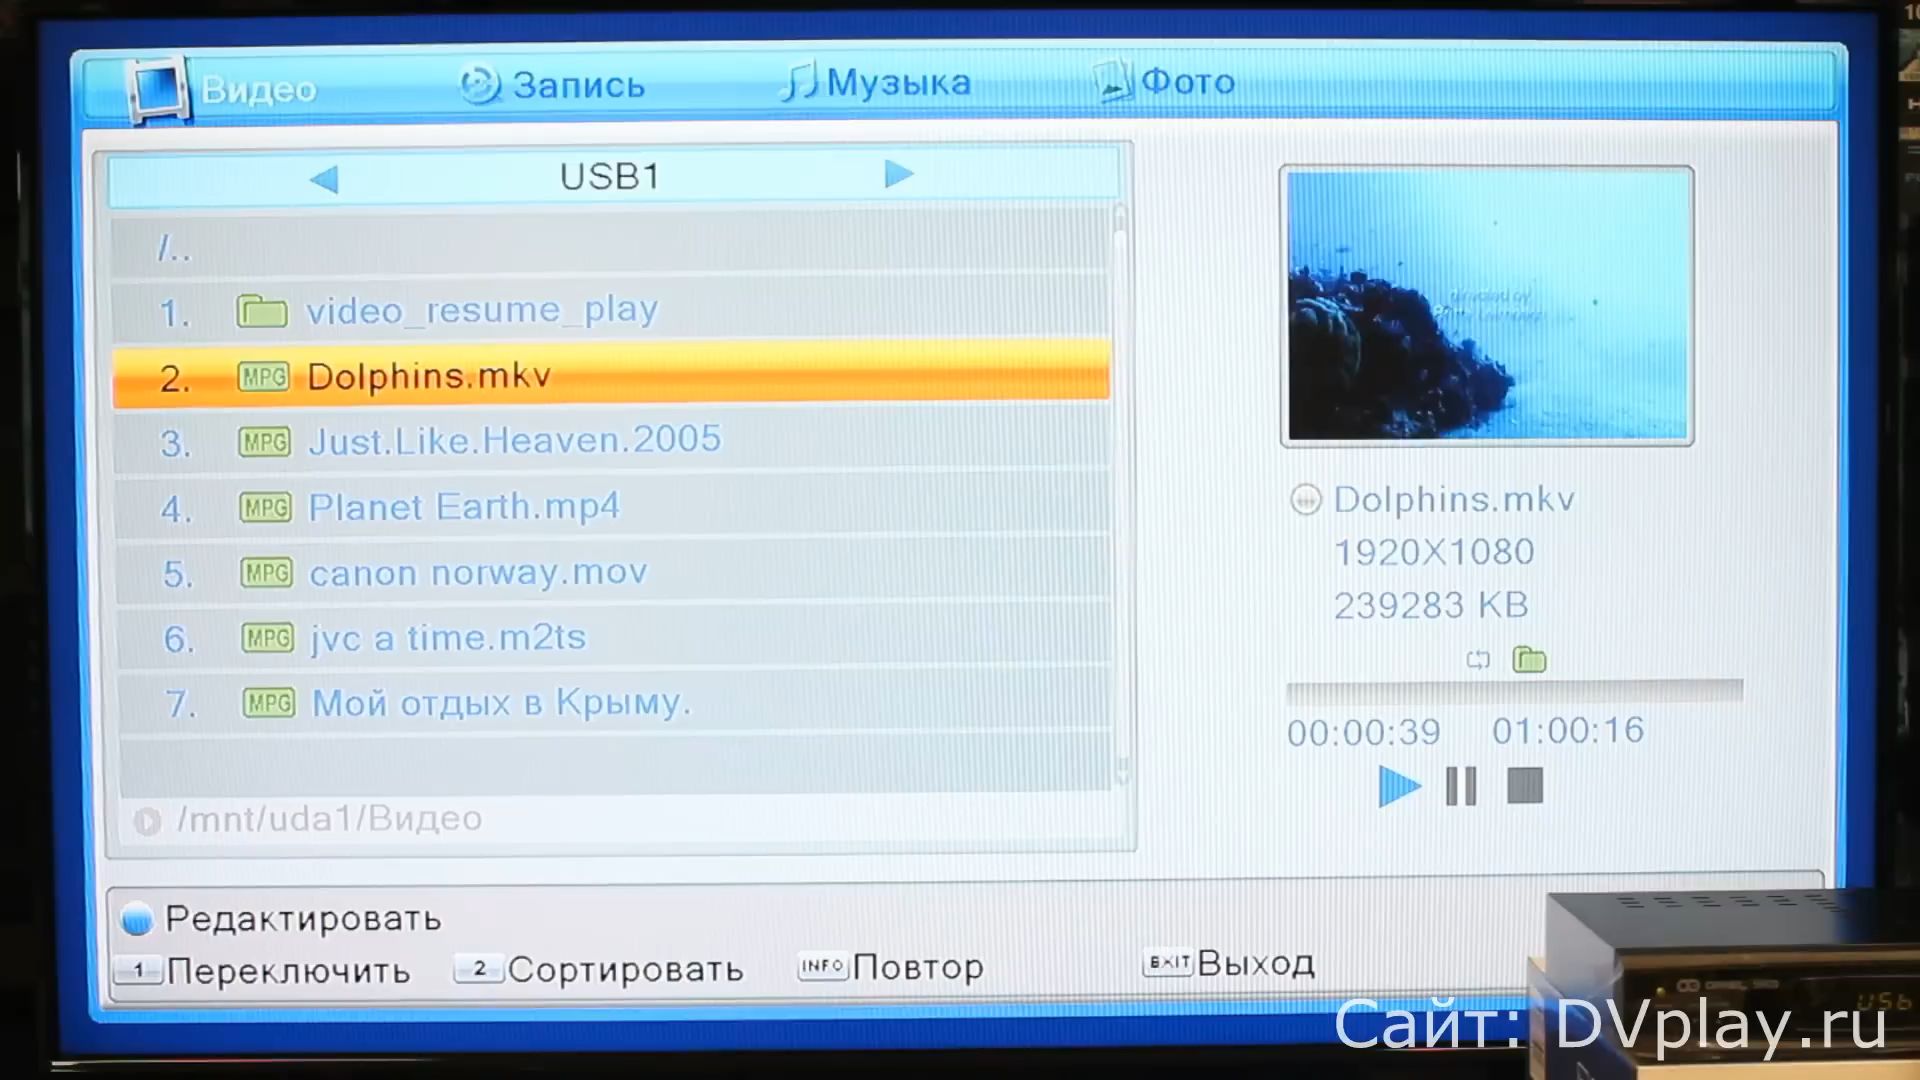 Видео Запись Музыка Фото
USB1
/..
1. video_resume_play
2. MPG Dolphins.mkv
3. MPG Just.Like.Heaven.2005
4. MPG Planet Earth.mp4
5. MPG canon norway.mov
6. MPG jvc a time.m2ts
7. MPG Мой отдых в Крыму.
/mnt/uda1/Видео
directed by
Dolphins.mkv
1920X1080
239283 KB
00:00:39 01:00:16
Редактировать
1 Переключить 2 Сортировать INFO Повтор EXIT Выход
USb
Сайт: DVplay.ru